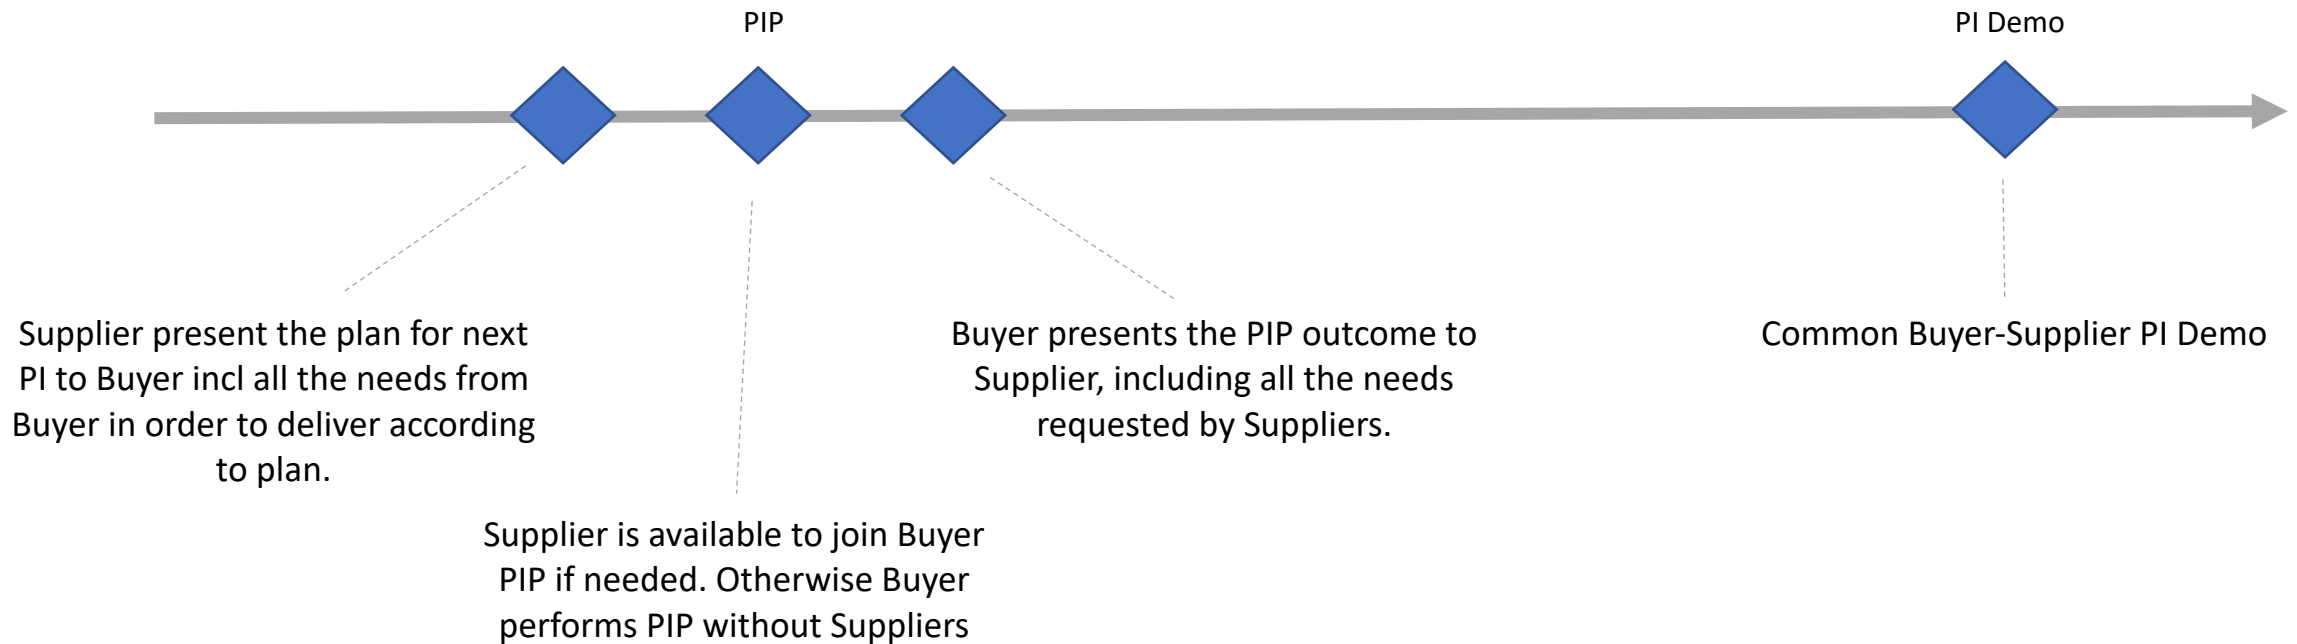 PIP
PI Demo
Supplier present the plan for next
PI to Buyer incl all the needs from
Buyer in order to deliver according
to plan.
Supplier is available to join Buyer
PIP if needed. Otherwise Buyer
performs PIP without Suppliers
Buyer presents the PIP outcome to
Supplier, including all the needs
requested by Suppliers.
Common Buyer-Supplier PI Demo